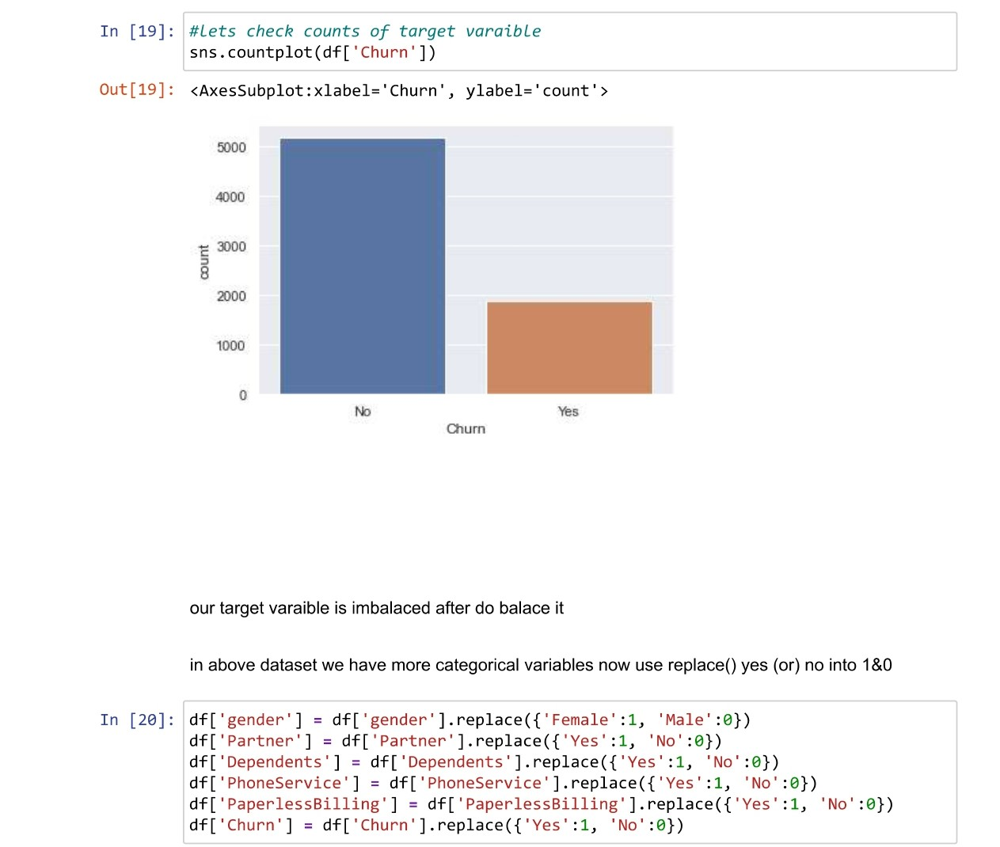 In [19]: #lets check counts of target varaible
sns.countplot(df['Churn'])
Out[19]: <AxesSubplot:xlabel='Churn', ylabel='count'>
5000
4000
3000
2000
1000
0
count
No Yes
Churn
our target varaible is imbalaced after do balace it
in above dataset we have more categorical variables now use replace() yes (or) no into 1&0
In [20]: df['gender'] = df['gender'].replace({'Female':1, 'Male':0})
df['Partner'] = df['Partner'].replace({'Yes':1, 'No':0})
df['Dependents'] = df['Dependents'].replace({'Yes':1, 'No':0})
df['PhoneService'] = df['PhoneService'].replace({'Yes':1, 'No':0})
df['PaperlessBilling'] = df['PaperlessBilling'].replace({'Yes':1, 'No':0})
df['Churn'] = df['Churn'].replace({'Yes':1, 'No':0})